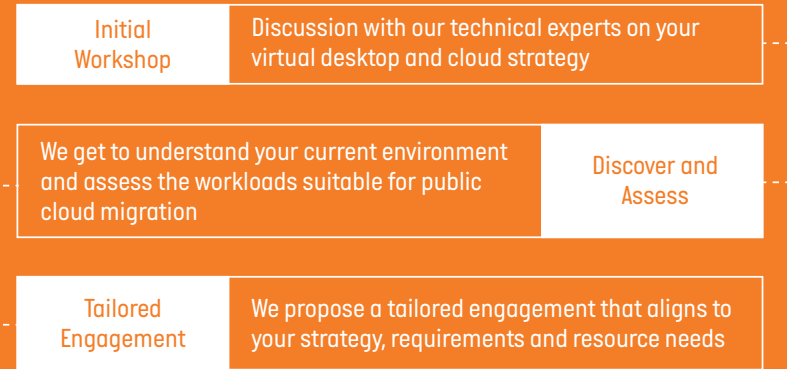 Initial
Workshop
Discussion with our technical experts on your
virtual desktop and cloud strategy
We get to understand your current environment
and assess the workloads suitable for public
cloud migration
Discover and
Assess
Tailored
Engagement
We propose a tailored engagement that aligns to
your strategy, requirements and resource needs